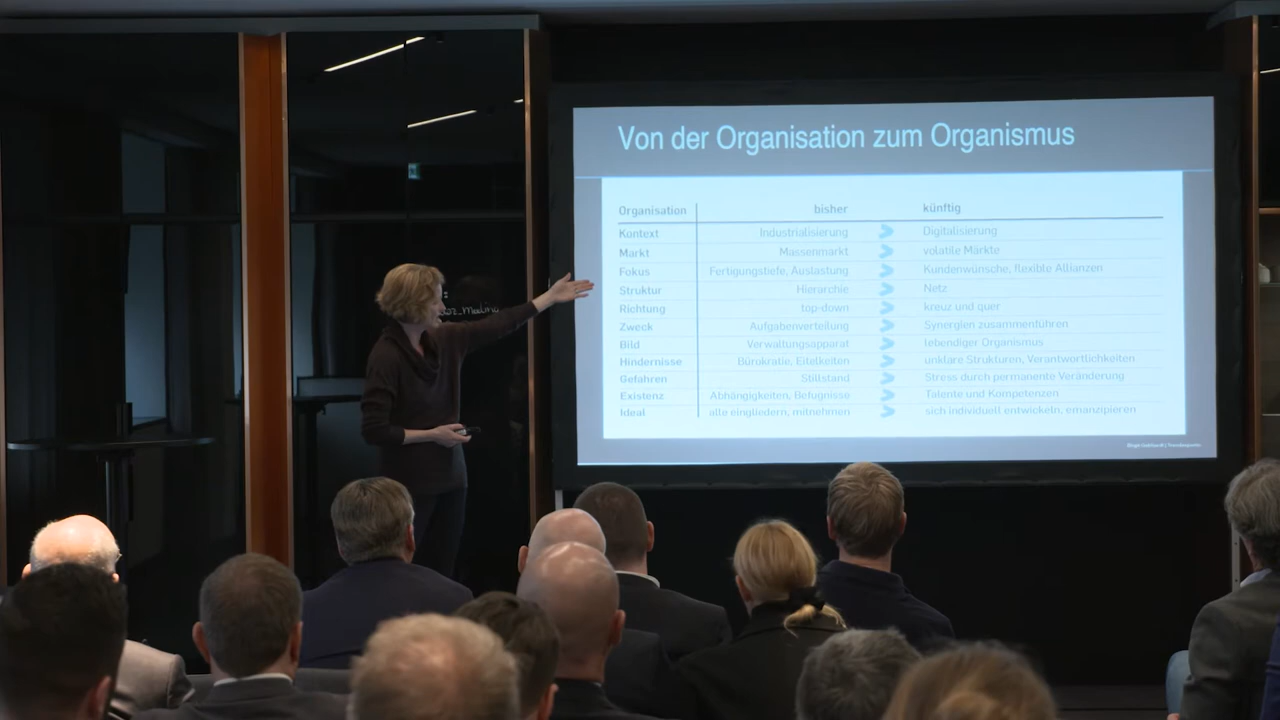 Von der Organisation zum Organismus
Organisation bisher künftig
Kontext Industrialisierung Digitalisierung
Markt Massenmarkt volatile Märkte
Fokus Fertigungstiefe, Auslastung Kundenwünsche, flexible Allianzen
Struktur Hierarchie Netz
Richtung top-down kreuz und quer
Zweck Aufgabenverteilung Synergien zusammenführen
Bild Verwaltungsapparat lebendiger Organismus
Hindernisse Bürokratie, Eitelkeiten unklare Strukturen, Verantwortlichkeiten
Gefahren Stillstand Stress durch permanente Veränderung
Existenz Abhängigkeiten, Befugnisse Talente und Kompetenzen
Ideal alle eingliedern, mitnehmen sich individuell entwickeln, emanzipieren